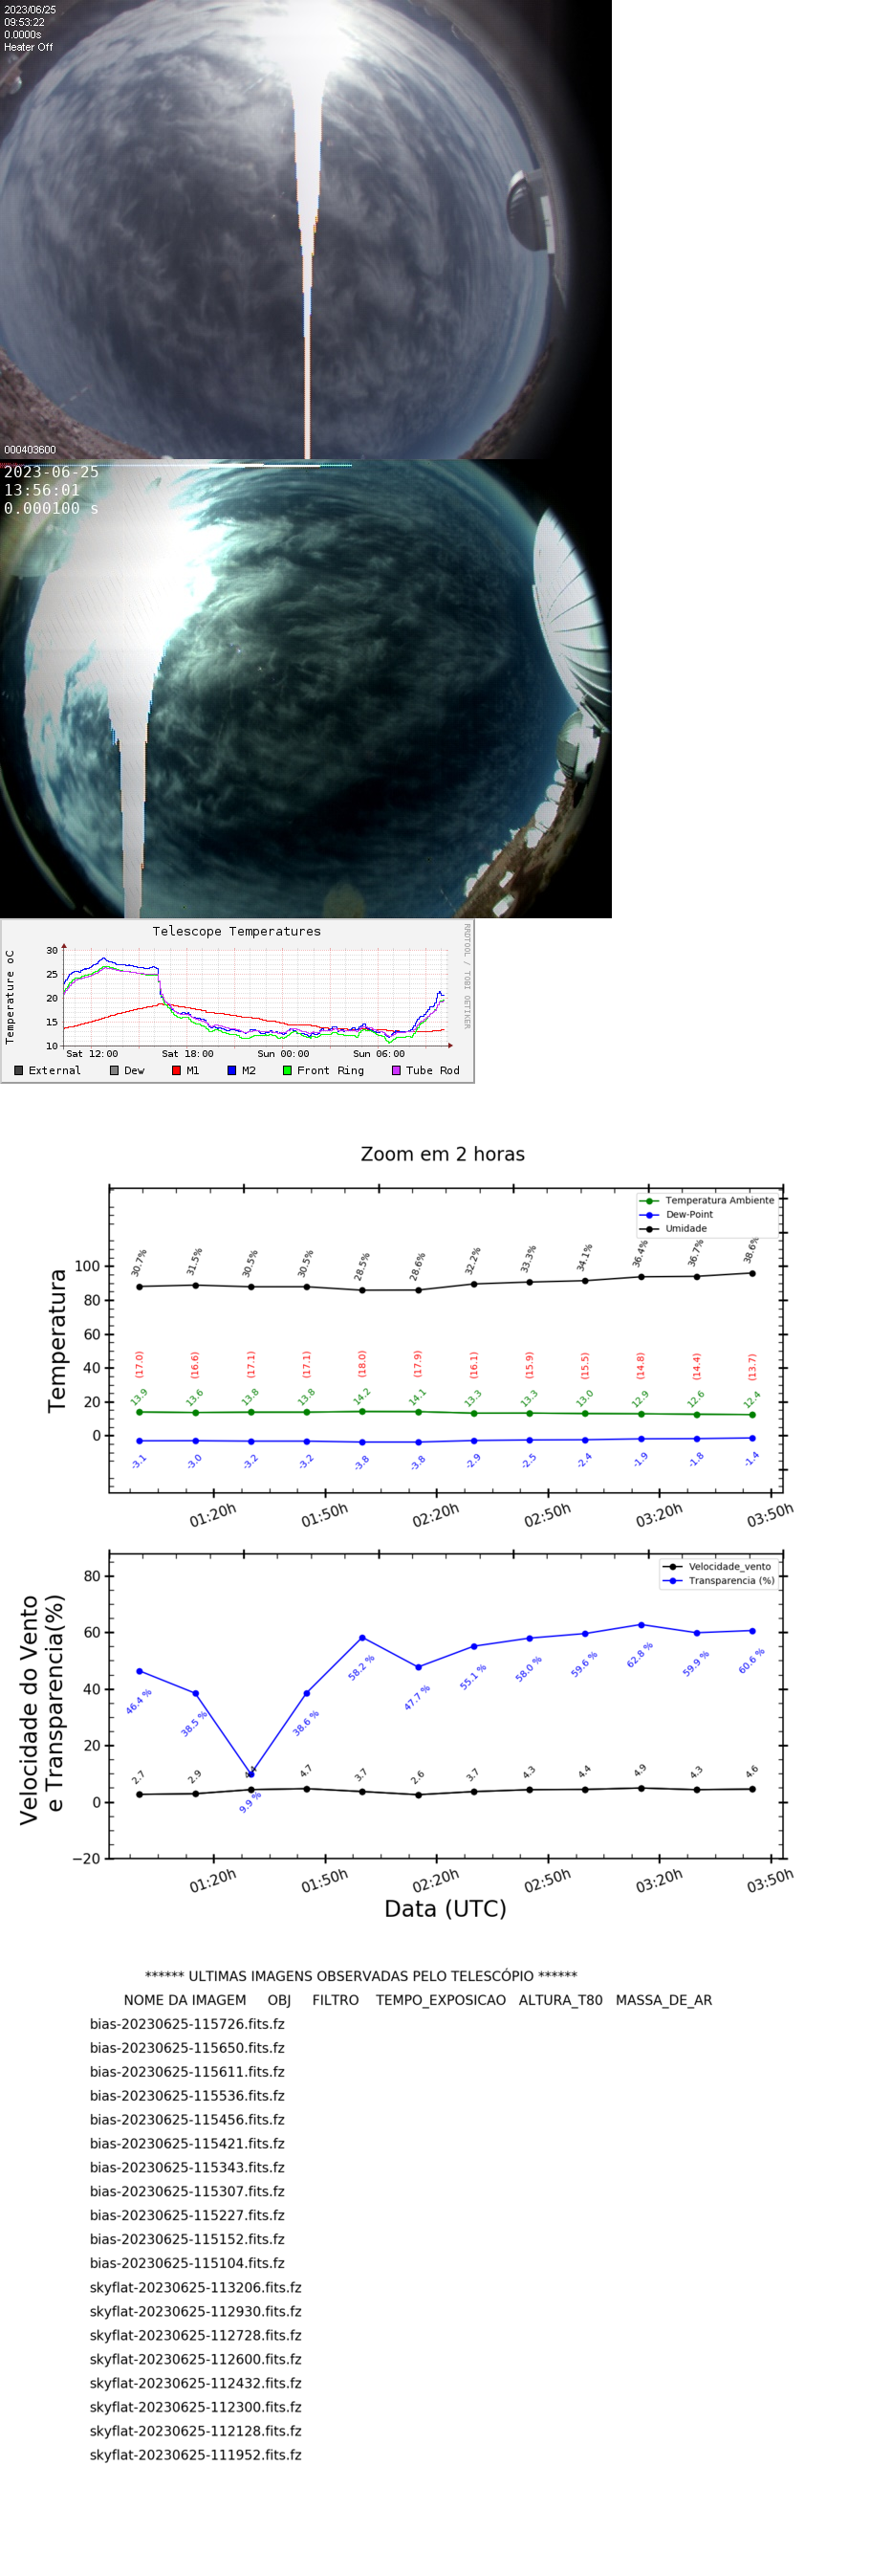 2023/06/25
09:53:22
0.0000s
Heater Off
000403600
2023-06-25
13:56:01
0.000100 s
Telescope Temperatures
RRDTOOL / TOBI OETIKER
Temperature oC
30
25
20
15
10
Sat 12:00 Sat 18:00 Sun 00:00 Sun 06:00
External Dew M1 M2 Front Ring Tube Rod
Zoom em 2 horas
Temperatura Ambiente
Dew-Point
Umidade
Temperatura
100
80
60
40
20
0
30.7% 31.5% 30.5% 30.5% 28.5% 28.6% 32.2% 33.3% 34.1% 36.4% 36.7% 38.6%
(17.0) (16.6) (17.1) (17.1) (18.0) (17.9) (16.1) (15.9) (15.5) (14.8) (14.4) (13.7)
13.9 13.6 13.8 13.8 14.2 14.1 13.3 13.3 13.0 12.9 12.6 12.4
-3.1 -3.0 -3.2 -3.2 -3.8 -3.8 -2.9 -2.5 -2.4 -1.9 -1.8 -1.4
01:20h 01:50h 02:20h 02:50h 03:20h 03:50h
Velocidade_vento
Transparencia (%)
Velocidade do Vento
e Transparencia(%)
80
60
40
20
0
−20
46.4 % 38.5 % 9.9 % 38.6 % 58.2 % 47.7 % 55.1 % 58.0 % 59.6 % 62.8 % 59.9 % 60.6 %
2.7 2.9 4.7 3.7 2.6 3.7 4.3 4.4 4.9 4.3 4.6
01:20h 01:50h 02:20h 02:50h 03:20h 03:50h
Data (UTC)
****** ULTIMAS IMAGENS OBSERVADAS PELO TELESCÓPIO ******
NOME DA IMAGEM OBJ FILTRO TEMPO_EXPOSICAO ALTURA_T80 MASSA_DE_AR
bias-20230625-115726.fits.fz
bias-20230625-115650.fits.fz
bias-20230625-115611.fits.fz
bias-20230625-115536.fits.fz
bias-20230625-115456.fits.fz
bias-20230625-115421.fits.fz
bias-20230625-115343.fits.fz
bias-20230625-115307.fits.fz
bias-20230625-115227.fits.fz
bias-20230625-115152.fits.fz
bias-20230625-115104.fits.fz
skyflat-20230625-113206.fits.fz
skyflat-20230625-112930.fits.fz
skyflat-20230625-112728.fits.fz
skyflat-20230625-112600.fits.fz
skyflat-20230625-112432.fits.fz
skyflat-20230625-112300.fits.fz
skyflat-20230625-112128.fits.fz
skyflat-20230625-111952.fits.fz